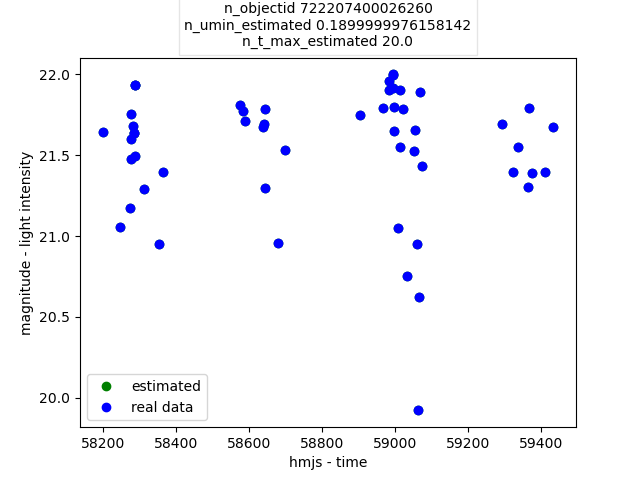 n_objectid 722207400026260
n_umin_estimated 0.1899999976158142
n_t_max_estimated 20.0
22.0
21.5
21.0
20.5
20.0
magnitude - light intensity
estimated
real data
58200 58400 58600 58800 59000 59200 59400
hmjs - time